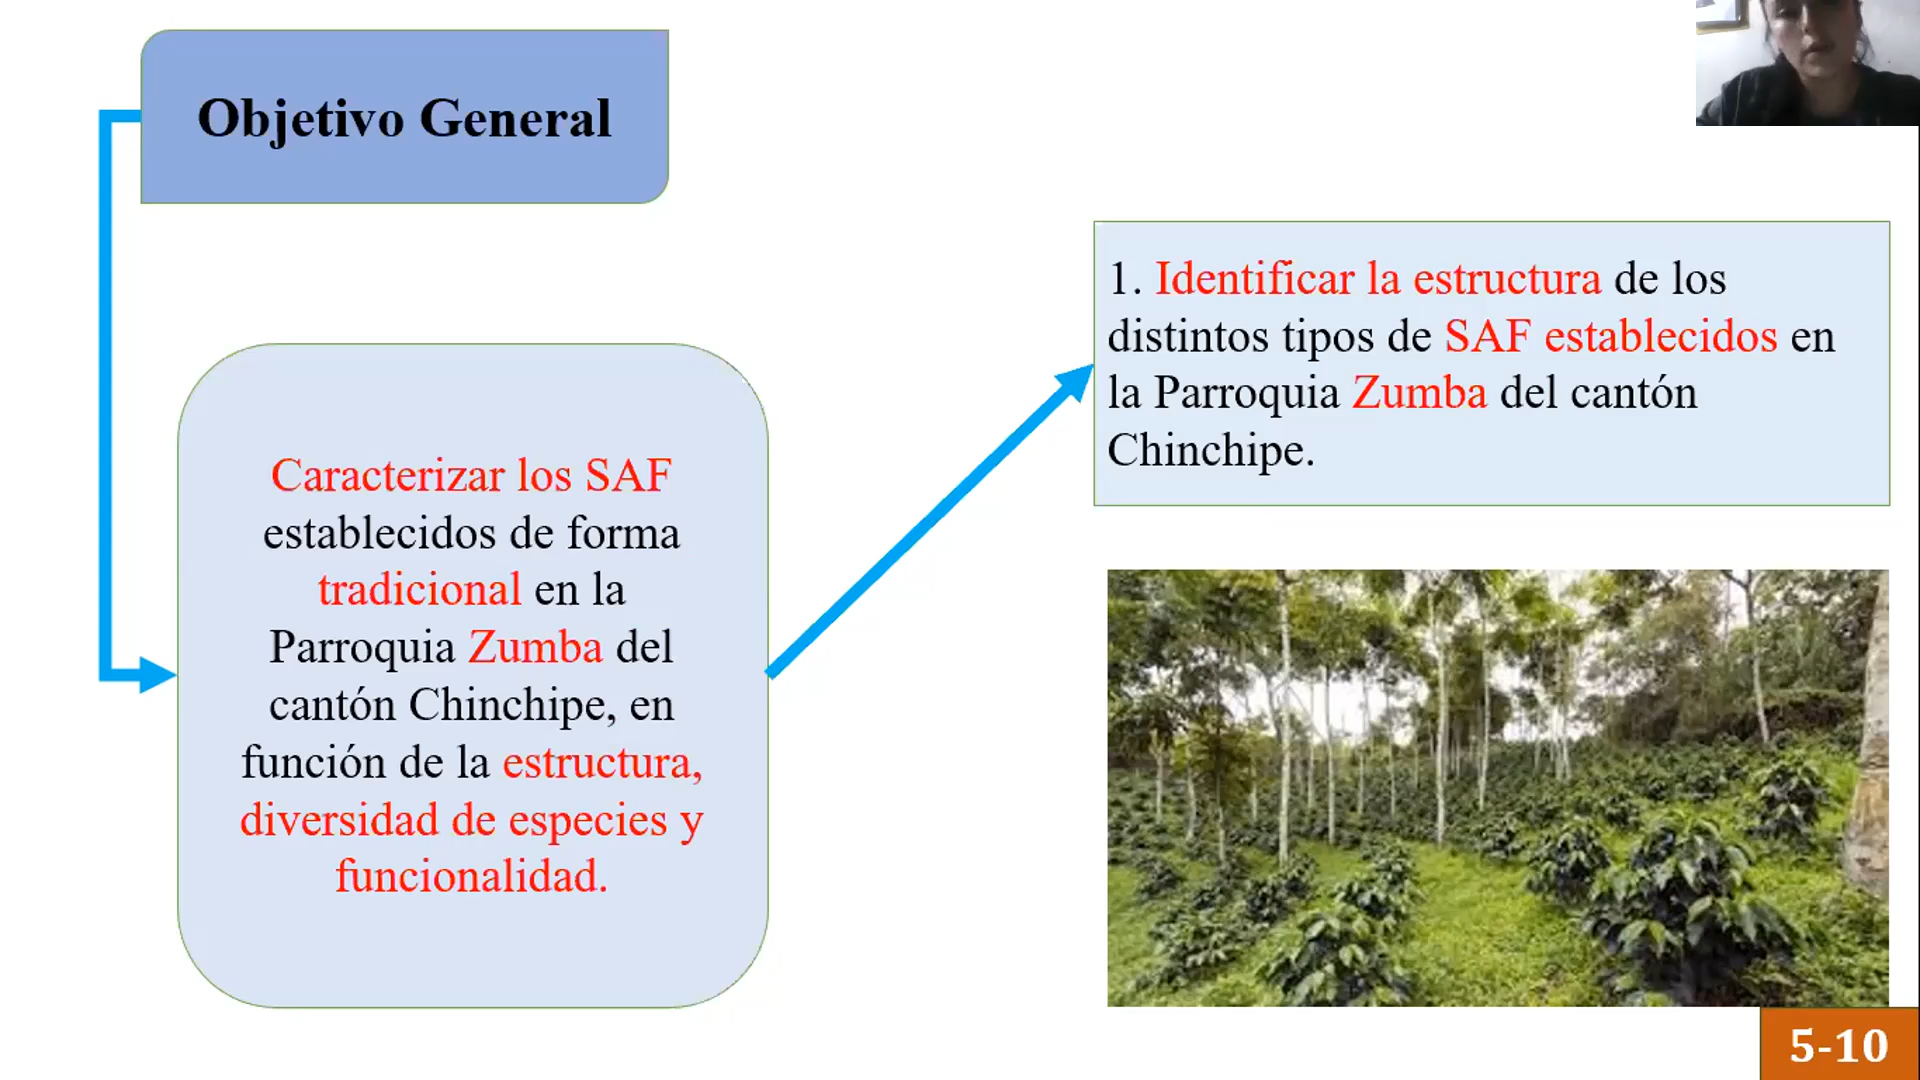 Objetivo General
Caracterizar los SAF
establecidos de forma
tradicional en la
Parroquia Zumba del
cantón Chinchipe, en
función de la estructura,
diversidad de especies y
funcionalidad.
1. Identificar la estructura de los
distintos tipos de SAF establecidos en
la Parroquia Zumba del cantón
Chinchipe.
5-10